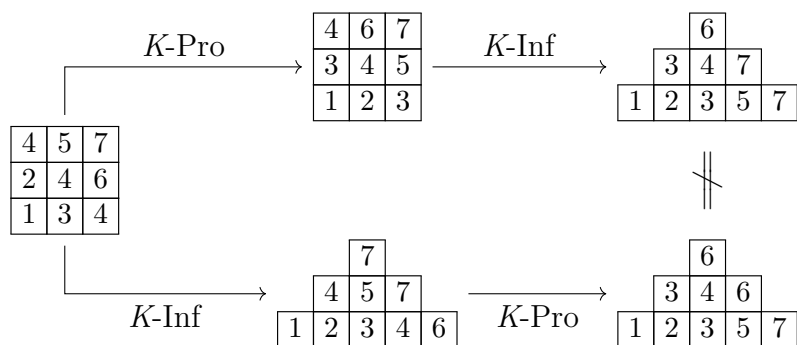 K-Pro
4 6 7
3 4 5
1 2 3
K-Inf
6
3 4 7
1 2 3 5 7
4 5 7
2 4 6
1 3 4
≠
K-Inf
7
4 5 7
1 2 3 4 6
K-Pro
6
3 4 6
1 2 3 5 7